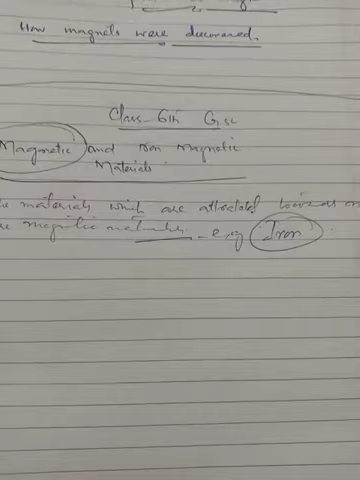 How magnets were discovered.
Class-6th G.sc
Magnetic and Non Magnetic
Materials
materials which are attracted towards
magnetic materials. e.g Iron.